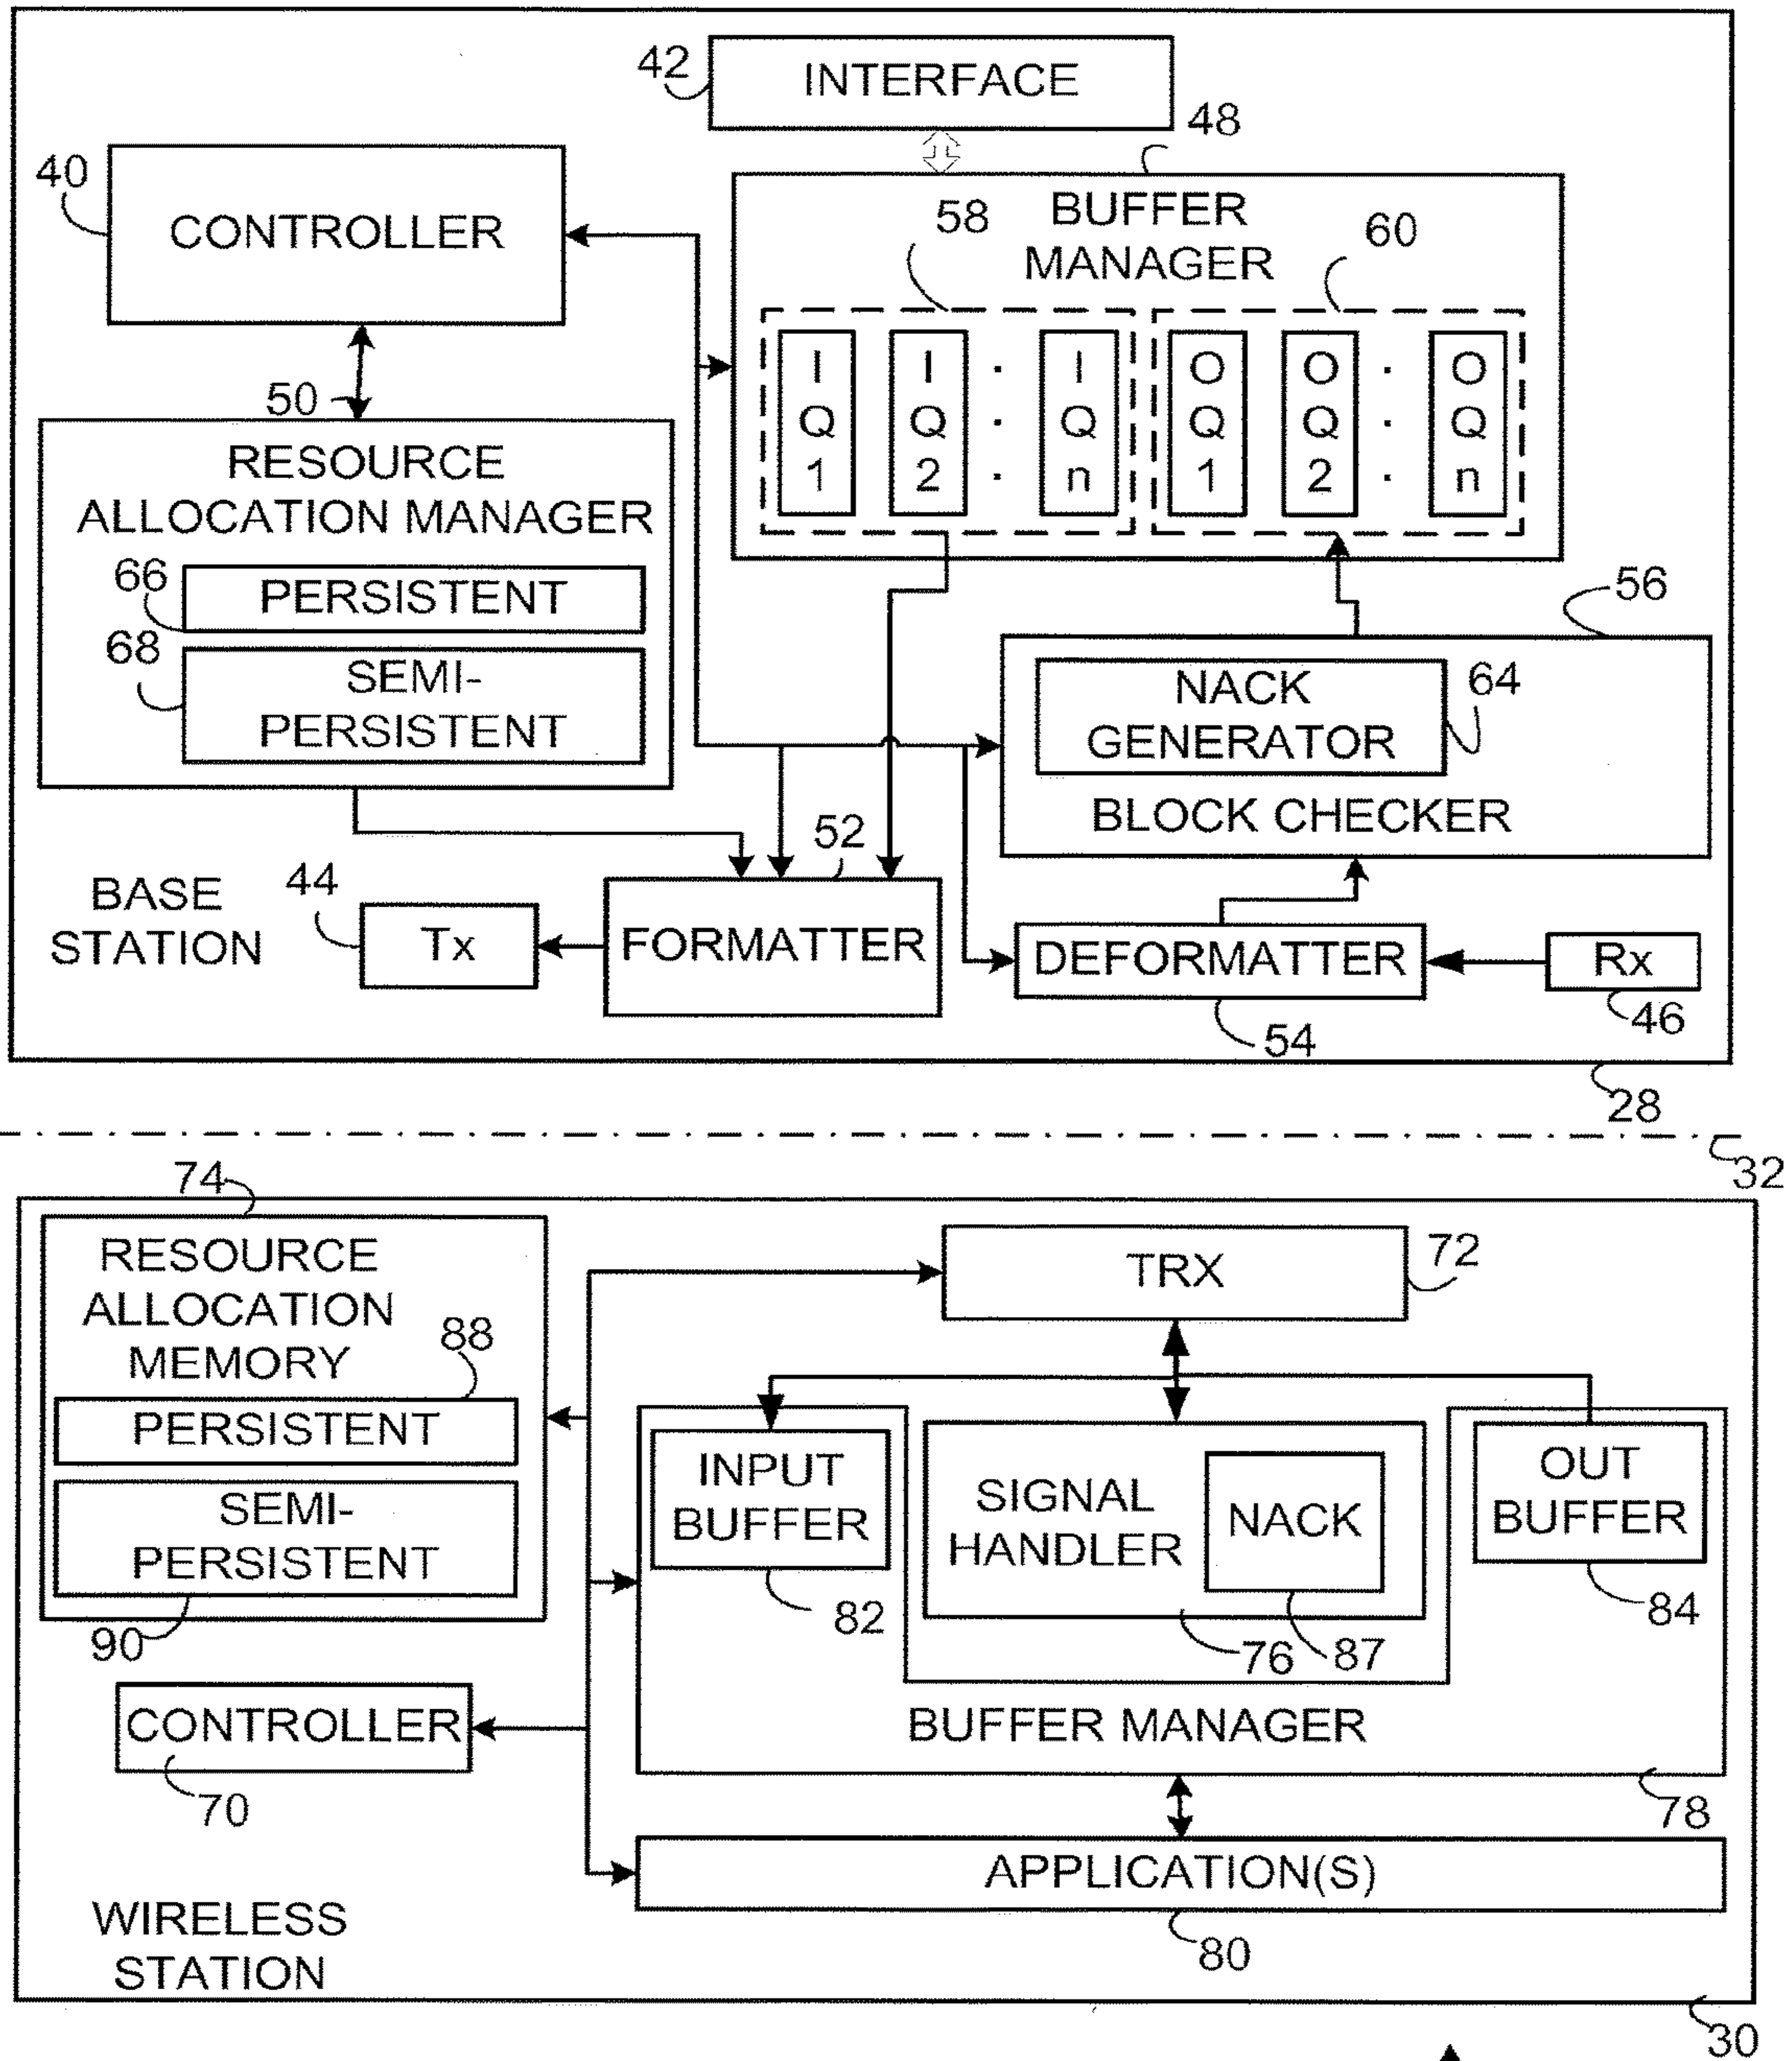 42
INTERFACE
48
40
CONTROLLER
BUFFER
MANAGER
58
60
I
Q
1
I
Q
2
.
.
.
I
Q
n
O
Q
1
O
Q
2
.
.
.
O
Q
n
50
RESOURCE
ALLOCATION MANAGER
66
PERSISTENT
68
SEMI-
PERSISTENT
56
NACK
GENERATOR
64
BLOCK CHECKER
BASE
STATION
44
Tx
52
FORMATTER
DEFORMATTER
54
Rx
46
28
32
74
RESOURCE
ALLOCATION
MEMORY
88
PERSISTENT
SEMI-
PERSISTENT
90
TRX
72
INPUT
BUFFER
82
SIGNAL
HANDLER
NACK
76
87
OUT
BUFFER
84
CONTROLLER
70
BUFFER MANAGER
78
APPLICATION(S)
80
WIRELESS
STATION
30